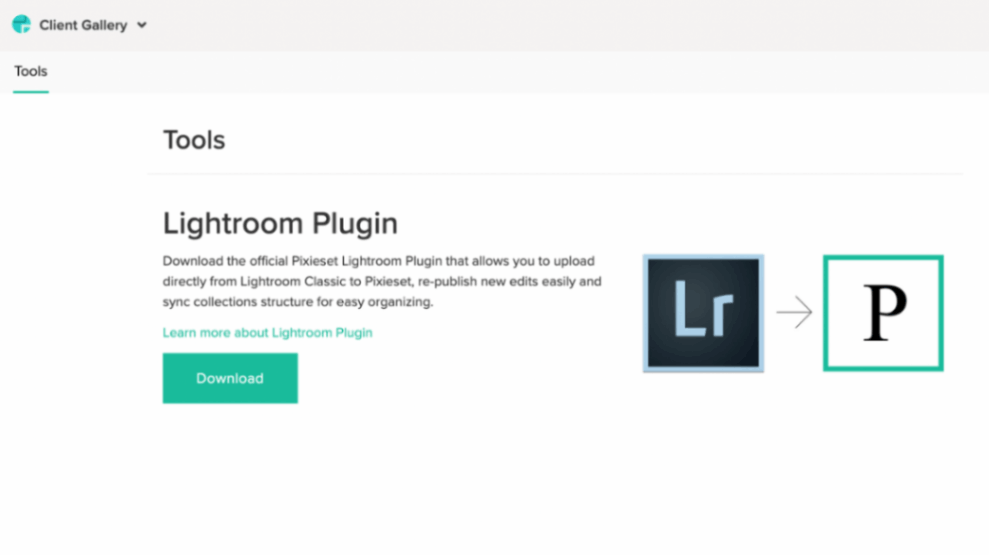 Client Gallery
Tools
Tools
Lightroom Plugin
Download the official Pixieset Lightroom Plugin that allows you to upload
directly from Lightroom Classic to Pixieset, re-publish new edits easily and
sync collections structure for easy organizing.
Learn more about Lightroom Plugin
Download
Lr
P